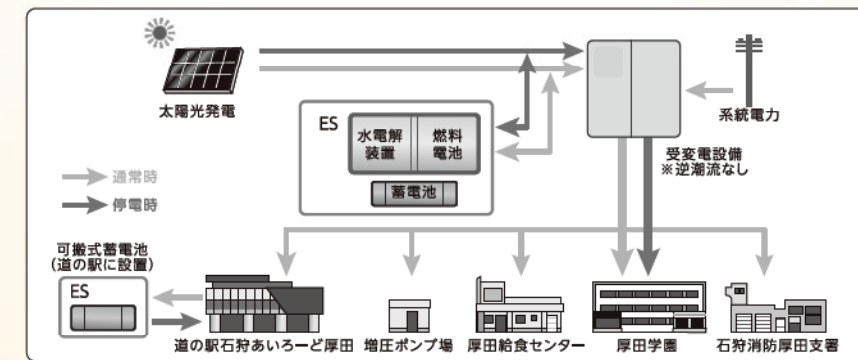 太陽光発電
ES
水電解
装置
燃料
電池
蓄電池
系統電力
受変電設備
※逆潮流なし
通常時
停電時
可搬式蓄電池
(道の駅に設置)
ES
道の駅石狩あいろーど厚田
増圧ポンプ場
厚田給食センター
厚田学園
石狩消防厚田支署